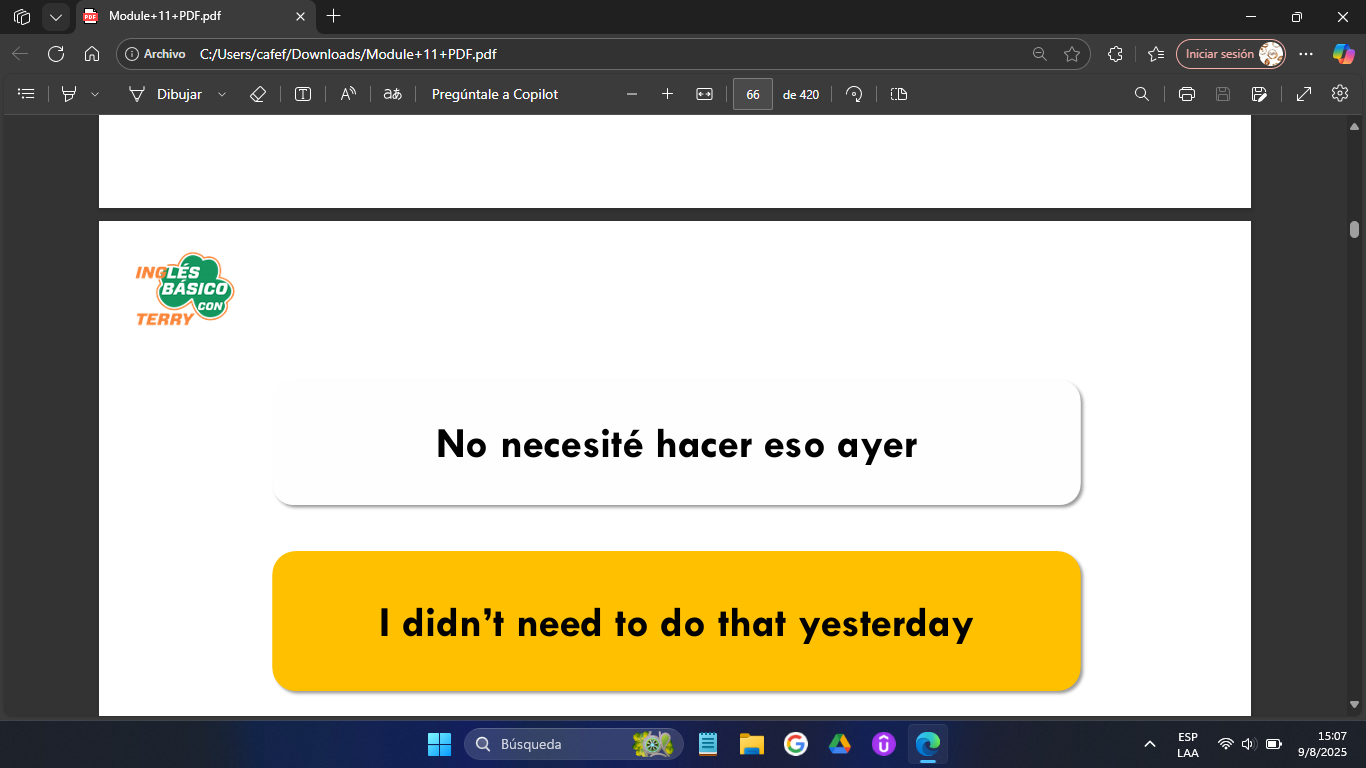 Module+11+PDF.pdf
Archivo C:/Users/cafef/Downloads/Module+11+PDF.pdf Iniciar sesión
Dibujar Pregúntale a Copilot 66 de 420
INGLÉS
BÁSICO
CON
TERRY
No necesité hacer eso ayer
I didn't need to do that yesterday
Búsqueda
ESP
LAA
15:07
9/8/2025